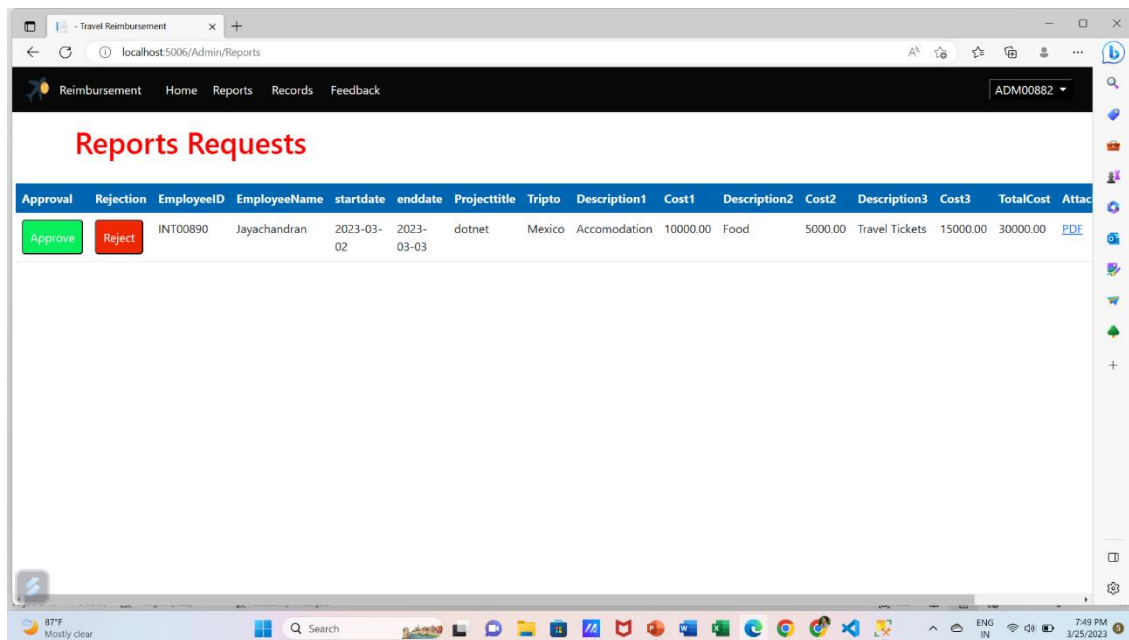 - Travel Reimbursement
localhost:5006/Admin/Reports
Reimbursement Home Reports Records Feedback ADM00882
Reports Requests
Approval Rejection EmployeeID EmployeeName startdate enddate Projecttitle Tripto Description1 Cost1 Description2 Cost2 Description3 Cost3 TotalCost Attac
Approve Reject INT00890 Jayachandran 2023-03- 2023- dotnet Mexico Accomodation 10000.00 Food 5000.00 Travel Tickets 15000.00 30000.00 PDF
02 03-03
87°F
Mostly clear
Search
ENG
IN
7:49 PM
3/25/2023
5